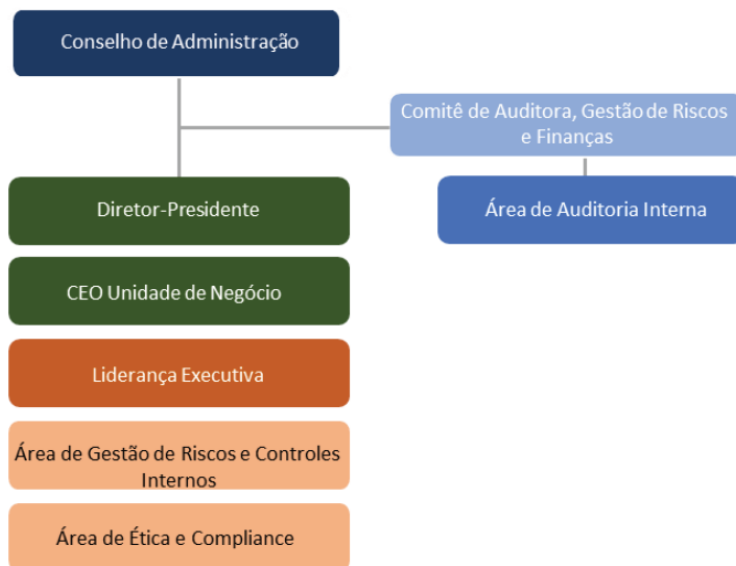 Conselho de Administração
Comitê de Auditora, Gestão de Riscos
e Finanças
Diretor-Presidente
Área de Auditoria Interna
CEO Unidade de Negócio
Liderança Executiva
Área de Gestão de Riscos e Controles
Internos
Área de Ética e Compliance